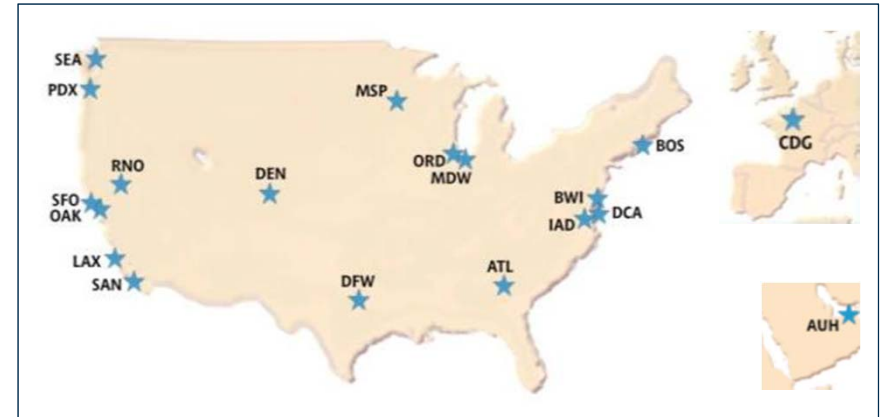 SEA
PDX
MSP
ORD
MDW
BOS
CDG
RNO
DEN
SFO
OAK
BWI
DCA
IAD
LAX
SAN
DFW
ATL
AUH